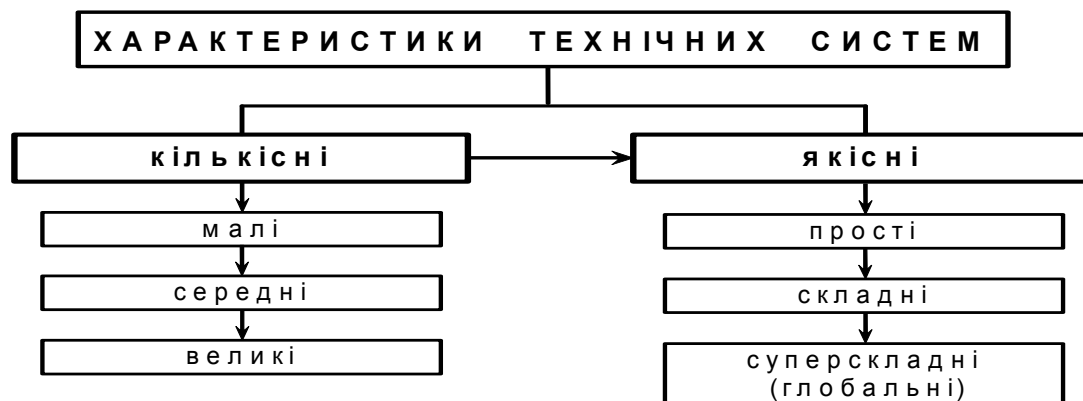 ХАРАКТЕРИСТИКИ ТЕХНІЧНИХ СИСТЕМ
кількісні
якісні
малі
прості
середні
складні
великі
суперскладні
(глобальні)